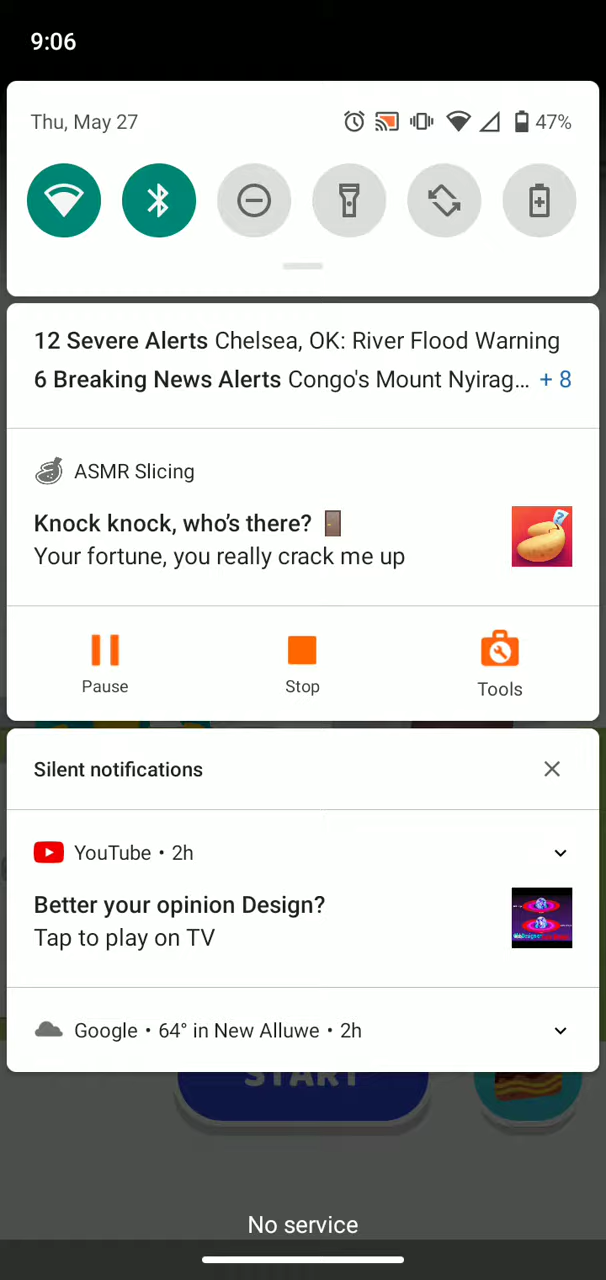 9:06
Thu, May 27
47%
12 Severe Alerts Chelsea, OK: River Flood Warning
6 Breaking News Alerts Congo's Mount Nyirag... + 8
ASMR Slicing
Knock knock, who's there? 🚪
Your fortune, you really crack me up
Pause
Stop
Tools
Silent notifications
YouTube • 2h
Better your opinion Design?
Tap to play on TV
Google • 64° in New Alluwe • 2h
START
No service